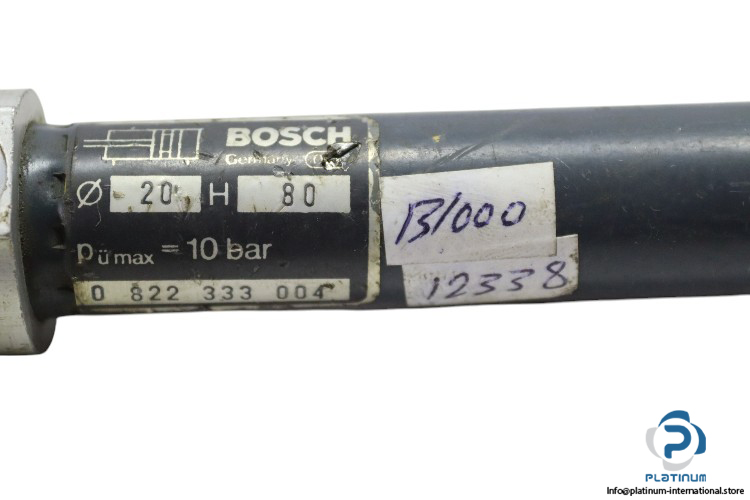 BOSCH
Germany
Ø 20 H 80
pü max = 10 bar
0 822 333 004
B/000
12338
PLATINUM
Info@platinum-international.store